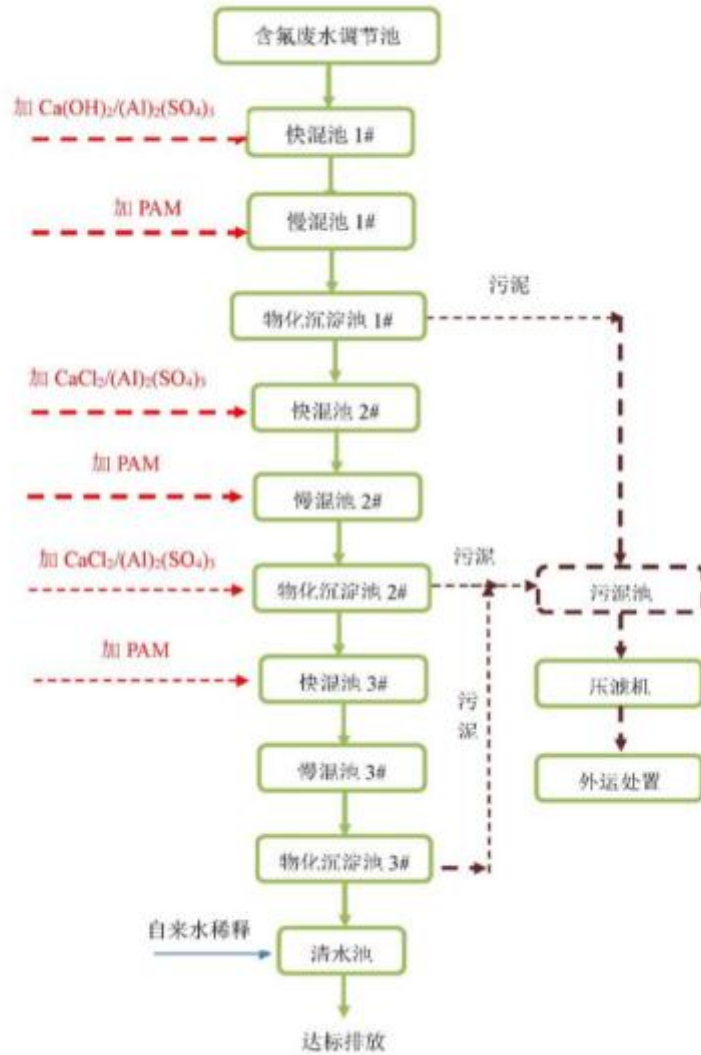 含氟废水调节池
加 Ca(OH)₂/(Al)₂(SO₄)₃
快混池 1#
加 PAM
慢混池 1#
污泥
物化沉淀池 1#
加 CaCl₂/(Al)₂(SO₄)₃
快混池 2#
加 PAM
慢混池 2#
加 CaCl₂/(Al)₂(SO₄)₃
污泥
物化沉淀池 2#
污泥池
加 PAM
快混池 3#
污泥
压滤机
慢混池 3#
外运处置
物化沉淀池 3#
自来水稀释
清水池
达标排放